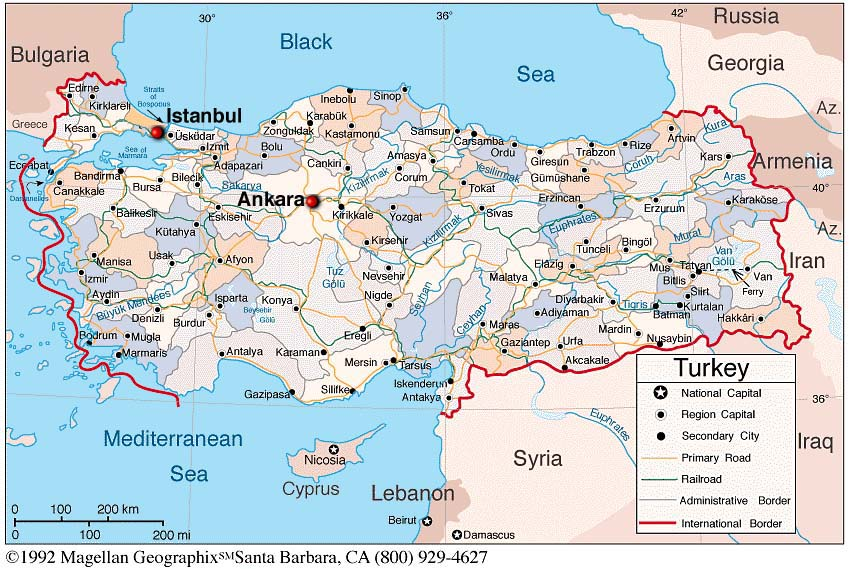 30°
36°
42°
Russia
Bulgaria
Black
Sea
Georgia
Az.
Edirne
Kirklareli
Straits
of
Bosporus
Istanbul
Inebolu
Sinop
Karabük
Zonguldak
Kastamonu
Samsun
Carsamba
Ordu
Trabzon
Rize
Artvin
Kura
Greece
Kesan
Üsküdar
Izmit
Sea of
Marmara
Adapazari
Bolu
Cankiri
Amasya
Corum
Yesilirmak
Giresun
Gümüshane
Coruh
Kars
Armenia
Eceabat
Bandirma
Bursa
Bilecik
Sakarya
Kizilirmak
Tokat
Aras
40°
Canakkale
Dardanelles
Ankara
Kirikkale
Yozgat
Sivas
Erzincan
Erzurum
Karaköse
Balikesir
Eskisehir
Kütahya
Kirsehir
Kizilirmak
Euphrates
Murat
Az.
Manisa
Usak
Afyon
Tuz
Gölü
Nevsehir
Elâzig
Tunceli
Bingöl
Mus
Tatvan
Van
Gölü
Van
Iran
Izmir
Malatya
Bitlis
Siirt
Ferry
Aydin
Büyük Menderes
Isparta
Konya
Nigde
Seyhan
Ceyhan
Diyarbakir
Tigris
Batman
Kurtalan
Hakkâri
Denizli
Burdur
Beysehir
Gölü
Adiyaman
Maras
Mardin
Nusaybin
Bodrum
Mugla
Marmaris
Antalya
Karaman
Eregli
Mersin
Tarsus
Gaziantep
Urfa
Akcakale
Gazipasa
Silifke
Iskenderun
Antakya
Euphrates
36°
Iraq
Mediterranean
Sea
Nicosia
Cyprus
Syria
Lebanon
Beirut
Damascus
Turkey
National Capital
Region Capital
Secondary City
Primary Road
Railroad
Administrative Border
International Border
0 100 200 km
0 100 200 mi
©1992 Magellan Geographix℠Santa Barbara, CA (800) 929-4627